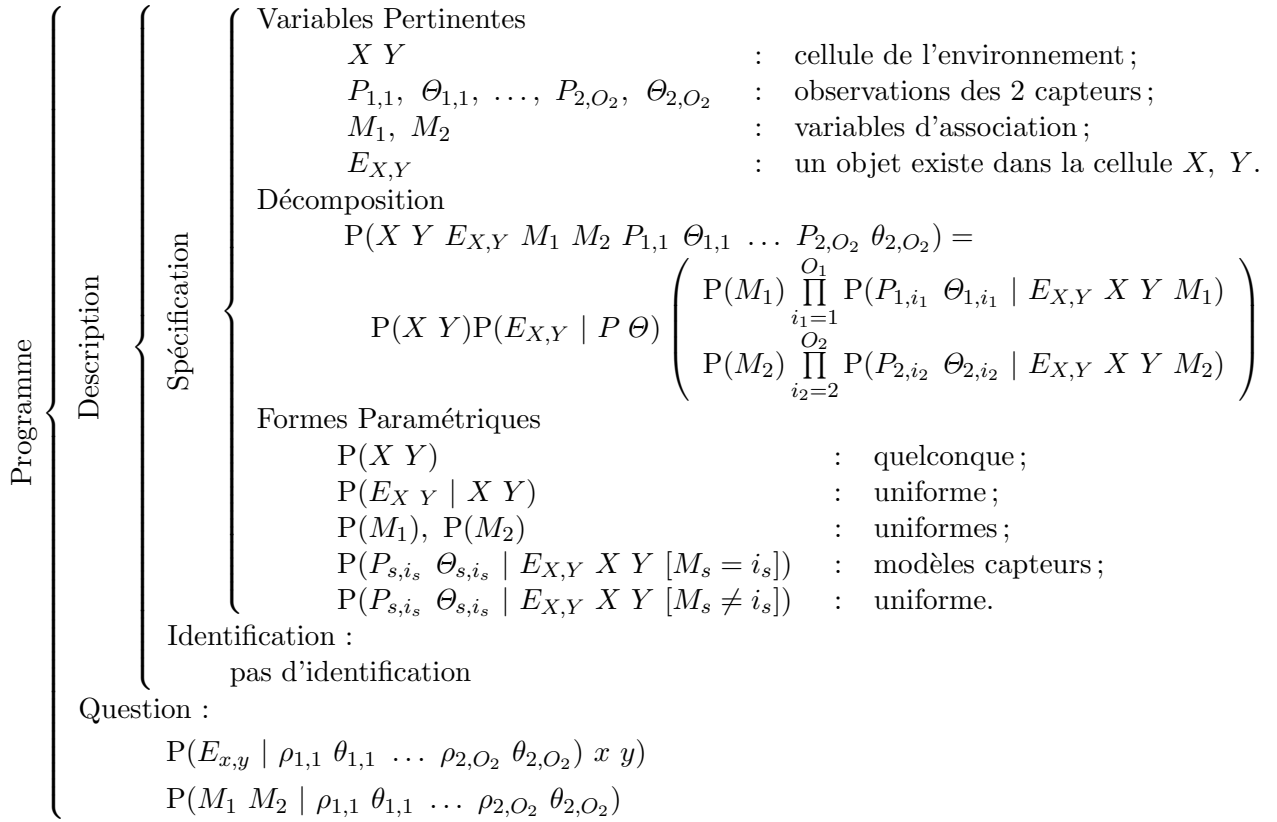 Programme
Description
Spécification
Variables Pertinentes
X Y : cellule de l'environnement ;
P_{1,1}, Θ_{1,1}, …, P_{2,O_2}, Θ_{2,O_2} : observations des 2 capteurs ;
M_1, M_2 : variables d'association ;
E_{X,Y} : un objet existe dans la cellule X, Y.
Décomposition
P(X Y E_{X,Y} M_1 M_2 P_{1,1} Θ_{1,1} … P_{2,O_2} θ_{2,O_2}) =
P(X Y)P(E_{X,Y} | P Θ) ( P(M_1) ∏_{i_1=1}^{O_1} P(P_{1,i_1} Θ_{1,i_1} | E_{X,Y} X Y M_1)
P(M_2) ∏_{i_2=2}^{O_2} P(P_{2,i_2} Θ_{2,i_2} | E_{X,Y} X Y M_2) )
Formes Paramétriques
P(X Y) : quelconque ;
P(E_{X Y} | X Y) : uniforme ;
P(M_1), P(M_2) : uniformes ;
P(P_{s,i_s} Θ_{s,i_s} | E_{X,Y} X Y [M_s = i_s]) : modèles capteurs ;
P(P_{s,i_s} Θ_{s,i_s} | E_{X,Y} X Y [M_s ≠ i_s]) : uniforme.
Identification :
pas d'identification
Question :
P(E_{x,y} | ρ_{1,1} θ_{1,1} … ρ_{2,O_2} θ_{2,O_2}) x y)
P(M_1 M_2 | ρ_{1,1} θ_{1,1} … ρ_{2,O_2} θ_{2,O_2})